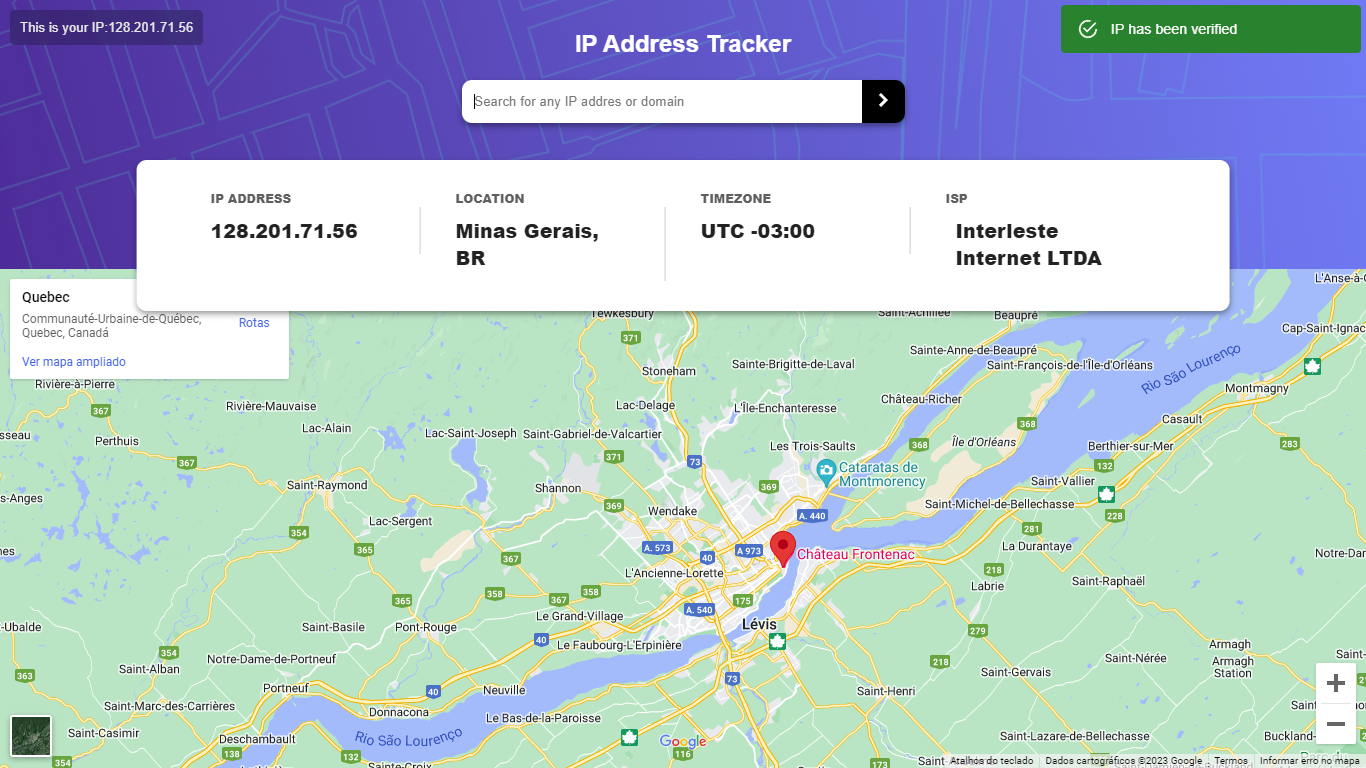 This is your IP:128.201.71.56
IP has been verified
IP Address Tracker
Search for any IP addres or domain
IP ADDRESS
128.201.71.56
LOCATION
Minas Gerais,
BR
TIMEZONE
UTC -03:00
ISP
Interleste
Internet LTDA
Quebec
Communauté-Urbaine-de-Québec,
Quebec, Canadá
Rotas
Ver mapa ampliado
L'Anse-à-G
Tewkesbury
Saint-Achillée
Beaupré
Cap-Saint-Ignac
371
Sainte-Anne-de-Beaupré
Saint-François-de-l'Île-d'Orléans
Rio São Lourenço
Sainte-Brigitte-de-Laval
Stoneham
Rivière-à-Pierre
Montmagny
367
Rivière-Mauvaise
Lac-Delage
L'Île-Enchanteresse
Château-Richer
Casault
Lac-Alain
Lac-Saint-Joseph
Saint-Gabriel-de-Valcartier
368
sseau
Perthuis
Les Trois-Saults
368
Île d'Orléans
Berthier-sur-Mer
283
367
371
73
Cataratas de
Montmorency
132
Saint-Raymond
Shannon
369
Saint-Vallier
s-Anges
369
Saint-Michel-de-Bellechasse
Wendake
A. 440
228
Lac-Sergent
354
281
365
A. 573
40
A 973
Château Frontenac
La Durantaye
nes
Notre-Dam
367
L'Ancienne-Lorette
218
Labrie
Saint-Raphaël
365
358
367
358
175
A. 540
Le Grand-Village
Lévis
-Ubalde
Saint-Basile
Pont-Rouge
279
40
Le Faubourg-L'Erpinière
Armagh
354
Notre-Dame-de-Portneuf
218
Saint-Nérée
Armagh
Station
Saint-
363
Saint-Alban
Saint-Gervais
73
Portneuf
40
Neuville
Saint-Henri
Saint-Marc-des-Carrières
Donnacona
Le Bas-de-la-Paroisse
Saint-Casimir
Deschambault
Rio São Lourenço
Google
Saint-Lazare-de-Bellechasse
Buckland-
138
132
116
354
Sainte-Croix
173
Atalhos do teclado
Dados cartográficos ©2023 Google
Termos
Informar erro no mapa